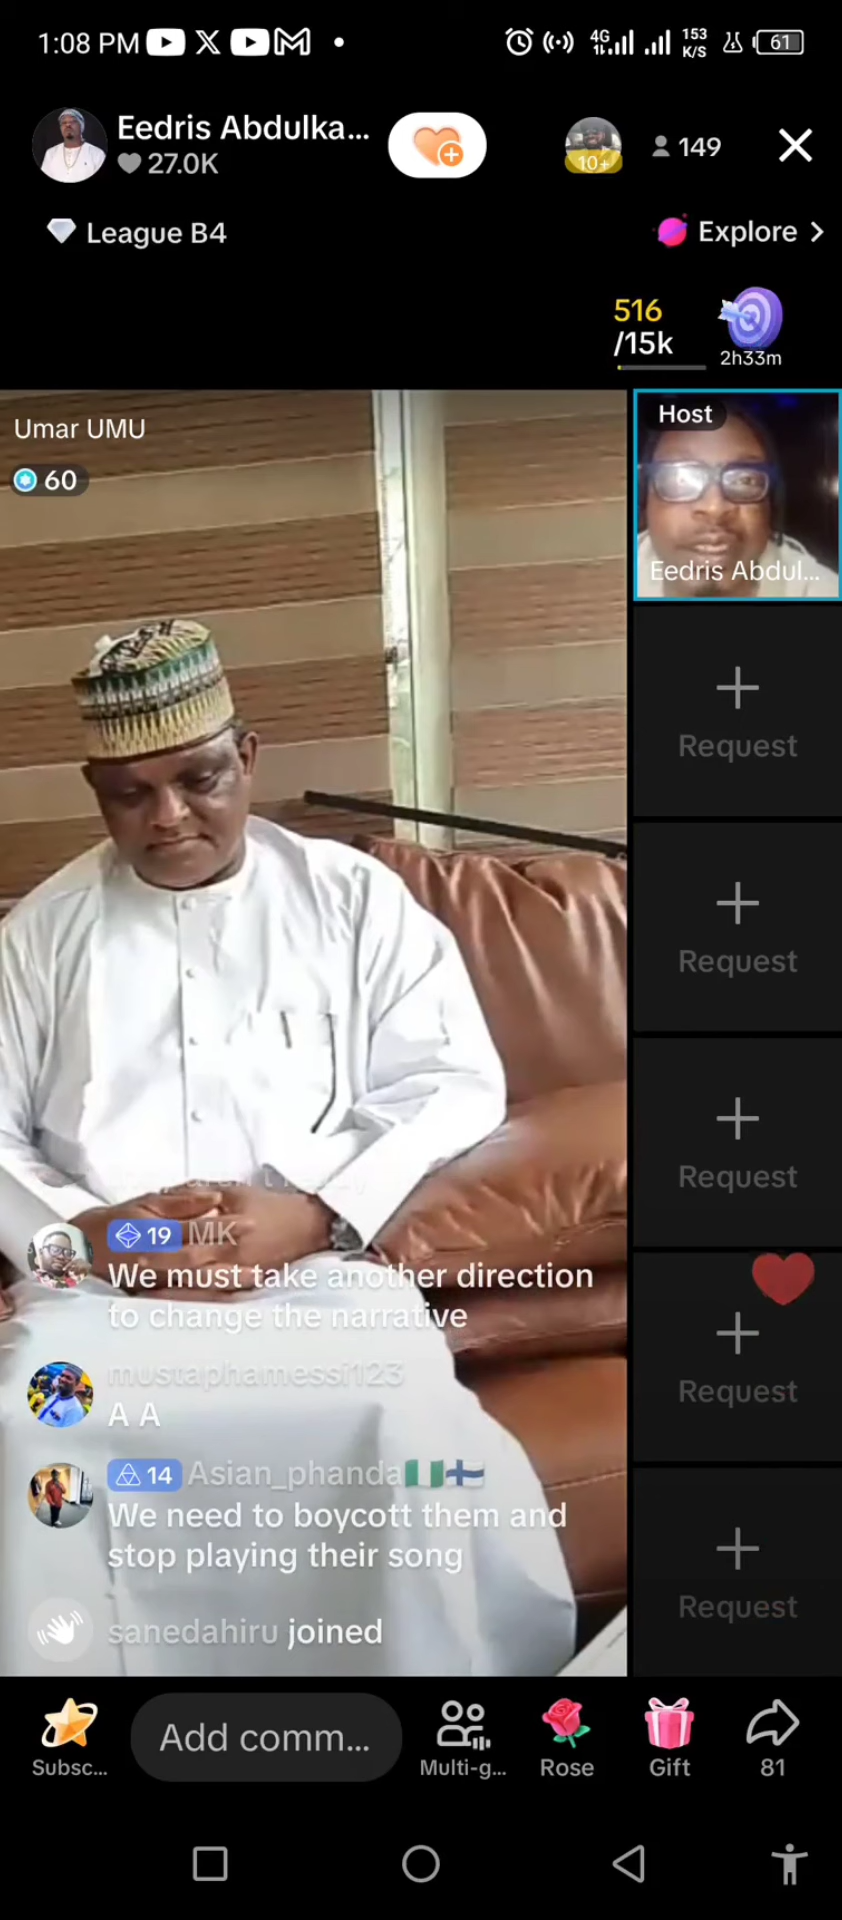 1:08 PM
4G
153
K/S
61
Eedris Abdulka...
27.0K
10+
149
League B4
Explore
516
/15k
2h33m
Umar UMU
60
Host
Eedris Abdul...
Request
Request
Request
Request
Request
19 MK
We must take another direction
to change the narrative
mustaphamessi123
A A
14 Asian_phanda
We need to boycott them and
stop playing their song
sanedahiru joined
Subsc...
Add comm...
Multi-g...
Rose
Gift
81